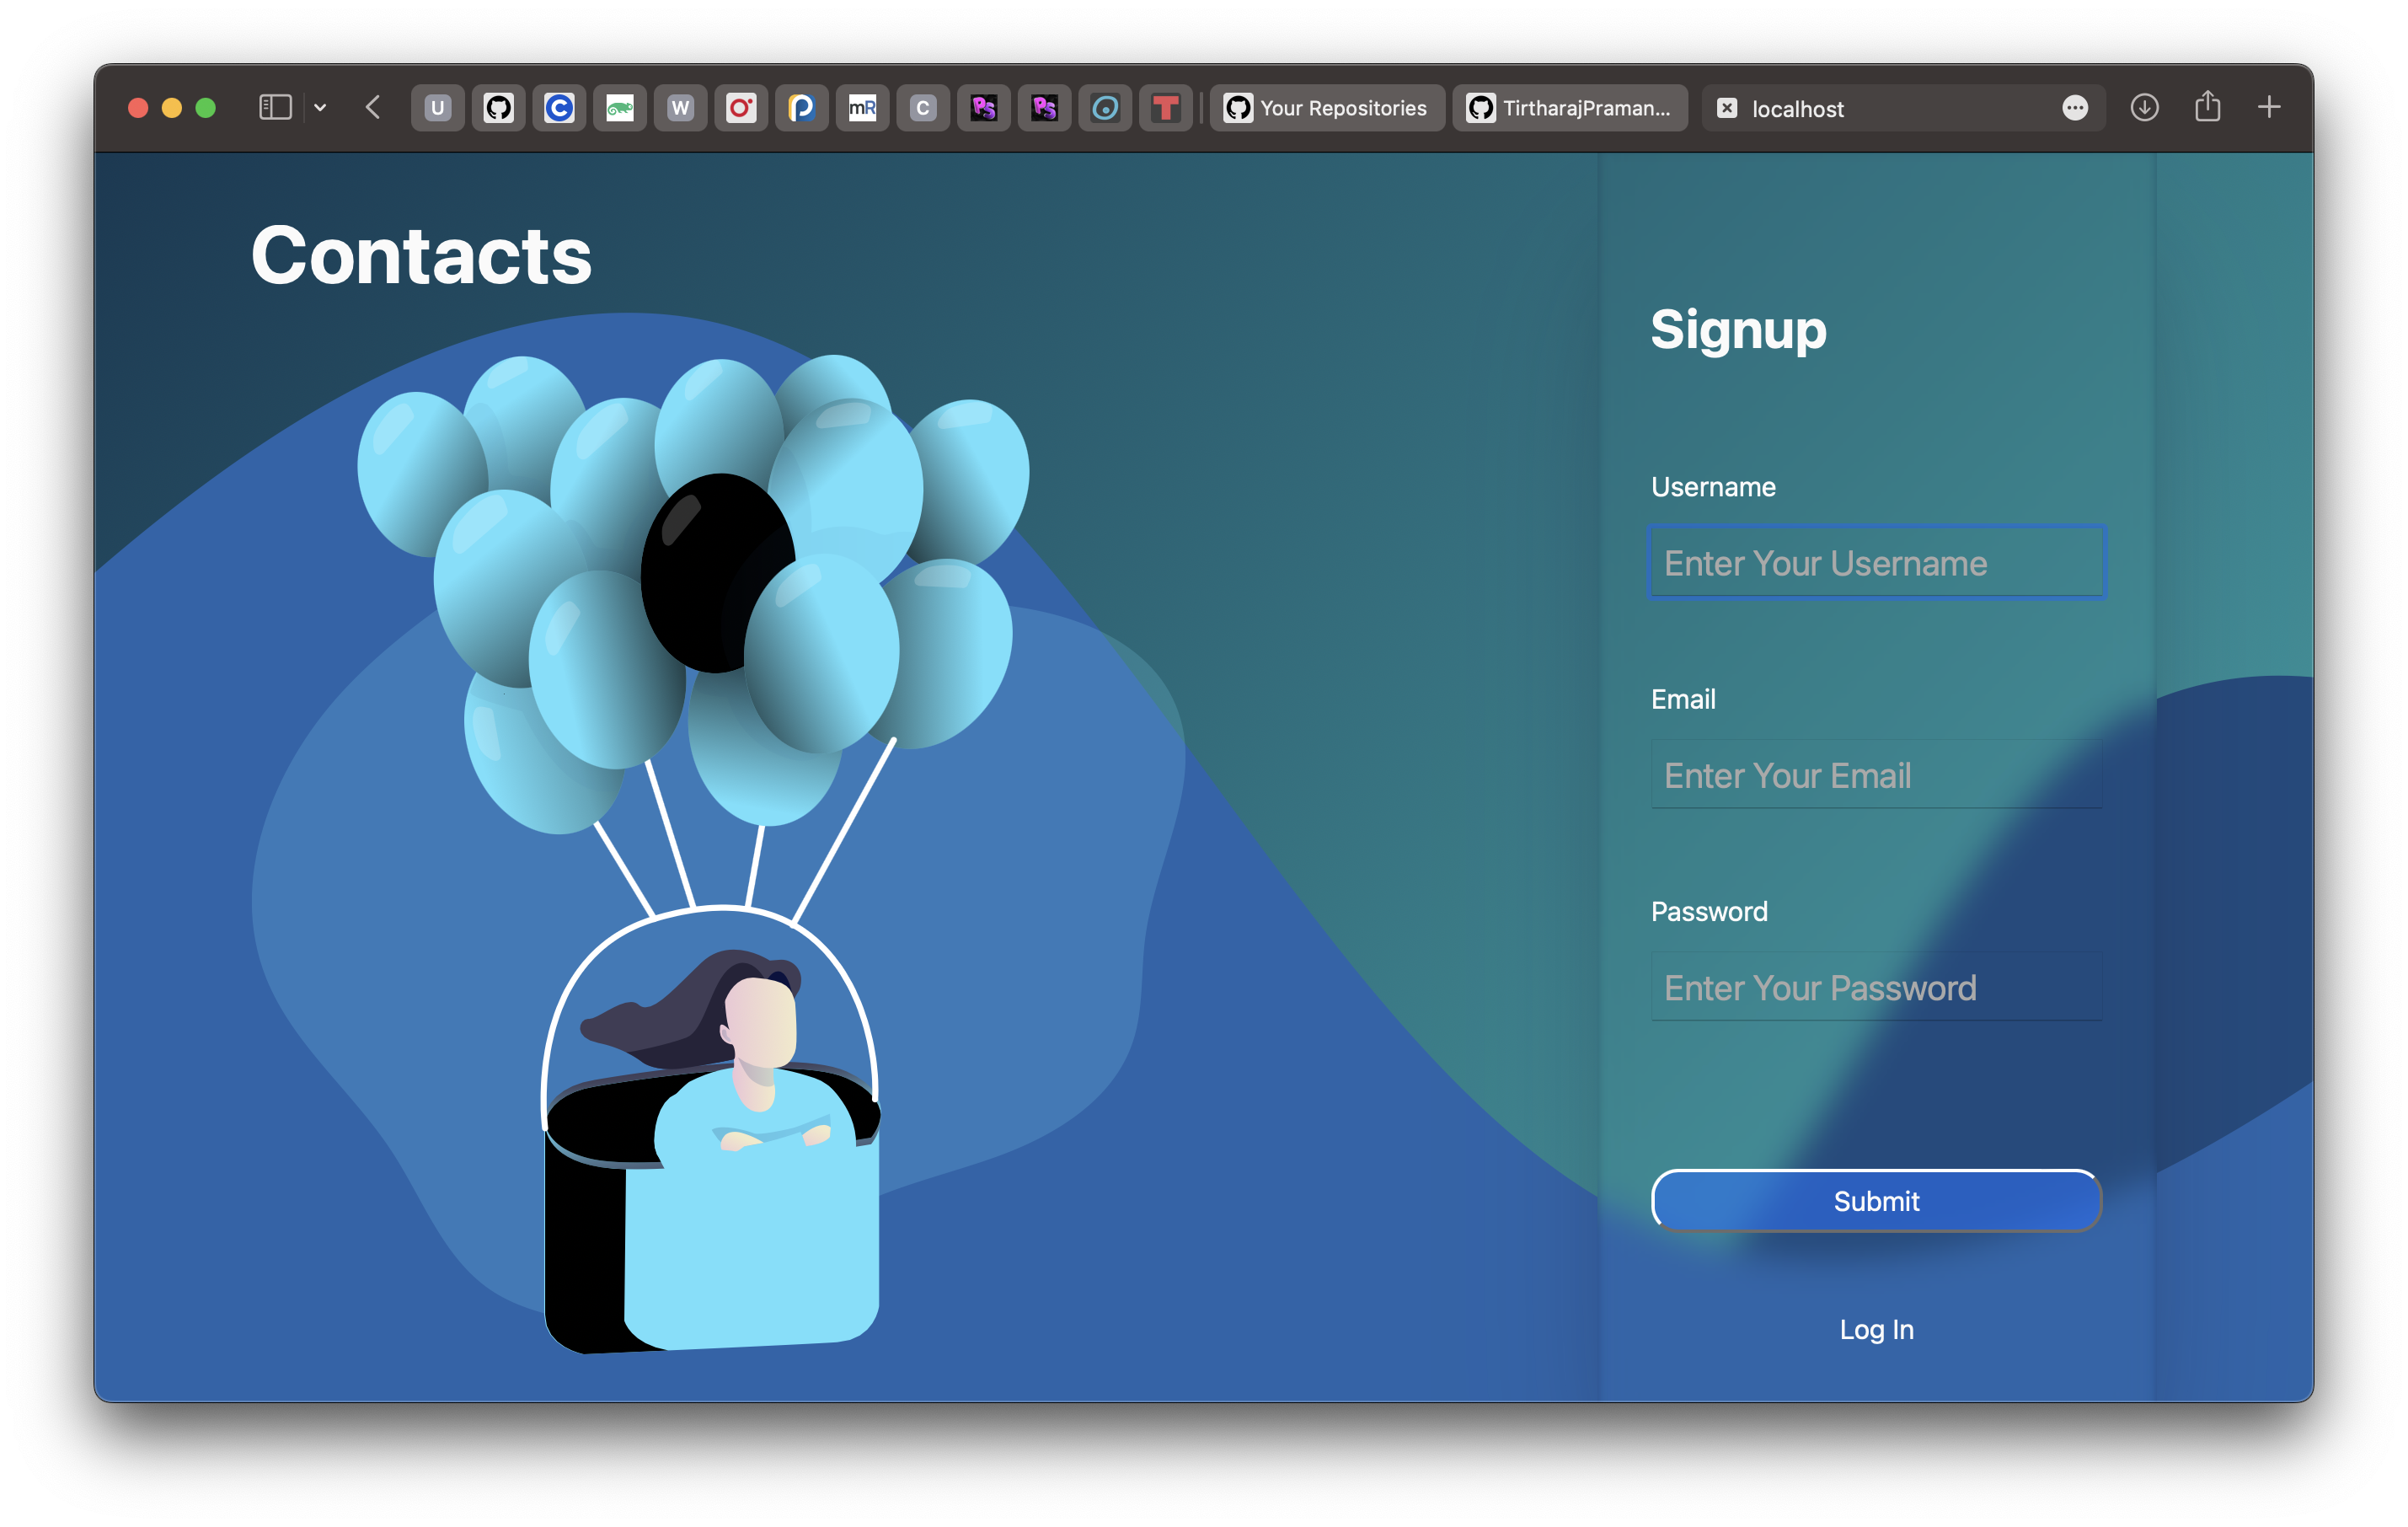 U
W
mR
C
Your Repositories
TirtharajPraman...
localhost
Contacts
Signup
Username
Enter Your Username
Email
Enter Your Email
Password
Enter Your Password
Submit
Log In